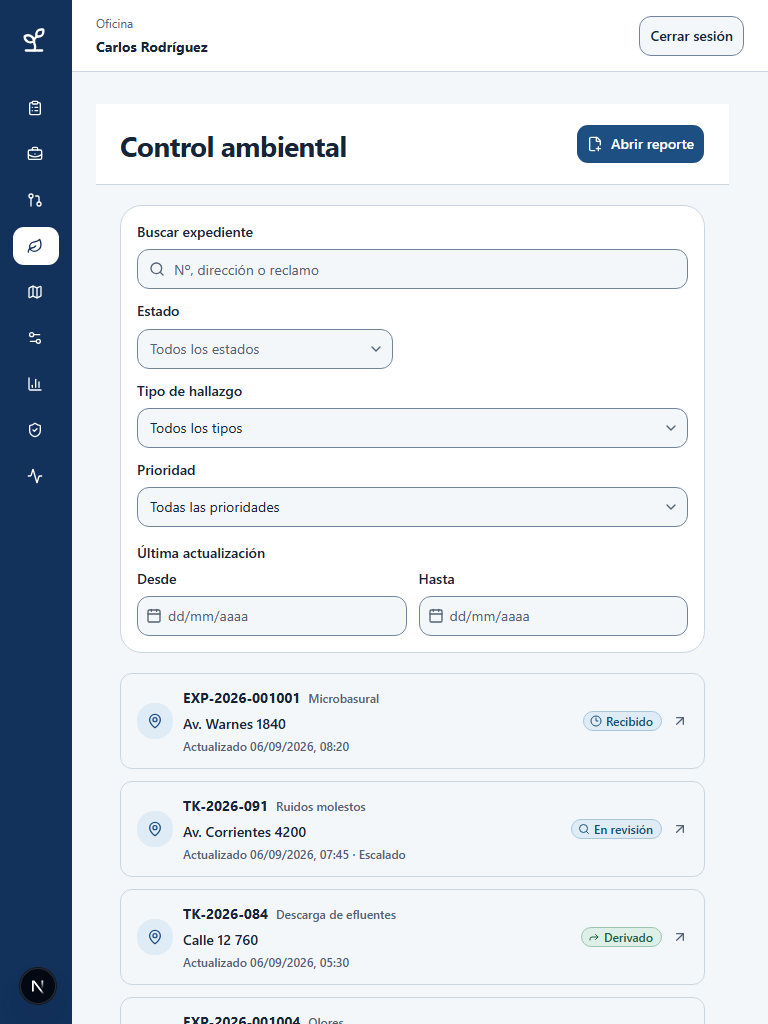 Oficina
Carlos Rodríguez
Cerrar sesión
Control ambiental
Abrir reporte
Buscar expediente
Nº, dirección o reclamo
Estado
Todos los estados
Tipo de hallazgo
Todos los tipos
Prioridad
Todas las prioridades
Última actualización
Desde
Hasta
dd/mm/aaaa
dd/mm/aaaa
EXP-2026-001001 Microbasural
Av. Warnes 1840
Actualizado 06/09/2026, 08:20
Recibido
TK-2026-091 Ruidos molestos
Av. Corrientes 4200
Actualizado 06/09/2026, 07:45 · Escalado
En revisión
TK-2026-084 Descarga de efluentes
Calle 12 760
Actualizado 06/09/2026, 05:30
Derivado
EXP-2026-001004 Olores
N